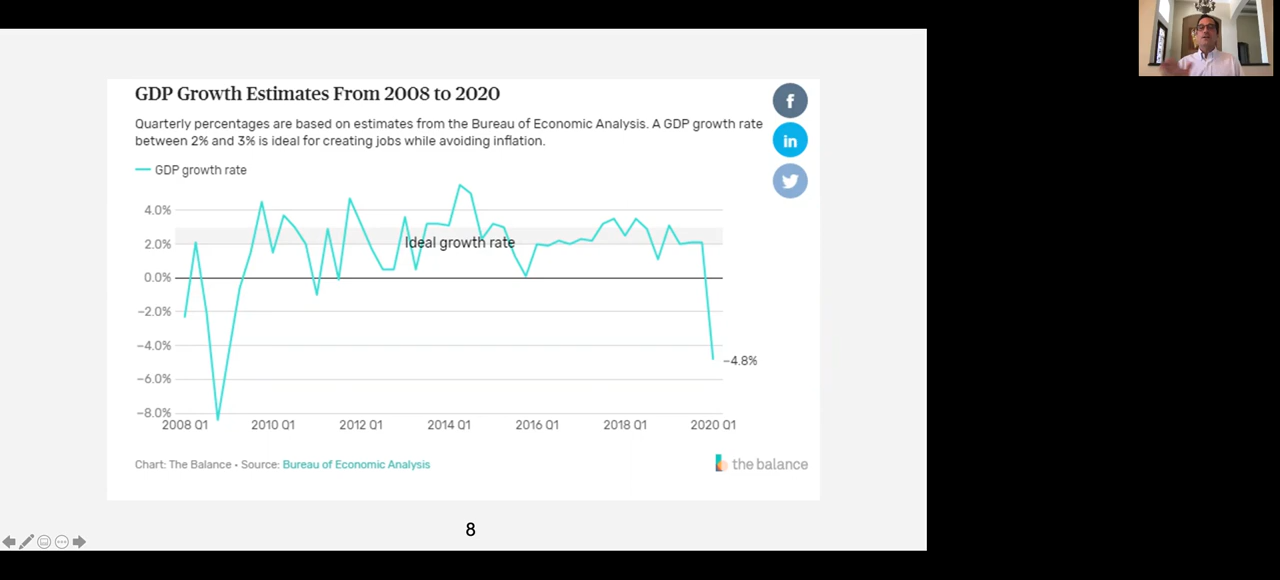 GDP Growth Estimates From 2008 to 2020
Quarterly percentages are based on estimates from the Bureau of Economic Analysis. A GDP growth rate
between 2% and 3% is ideal for creating jobs while avoiding inflation.
f
in
GDP growth rate
4.0%
2.0%
0.0%
−2.0%
−4.0%
−6.0%
−8.0%
Ideal growth rate
−4.8%
2008 Q1
2010 Q1
2012 Q1
2014 Q1
2016 Q1
2018 Q1
2020 Q1
Chart: The Balance • Source: Bureau of Economic Analysis
the balance
8